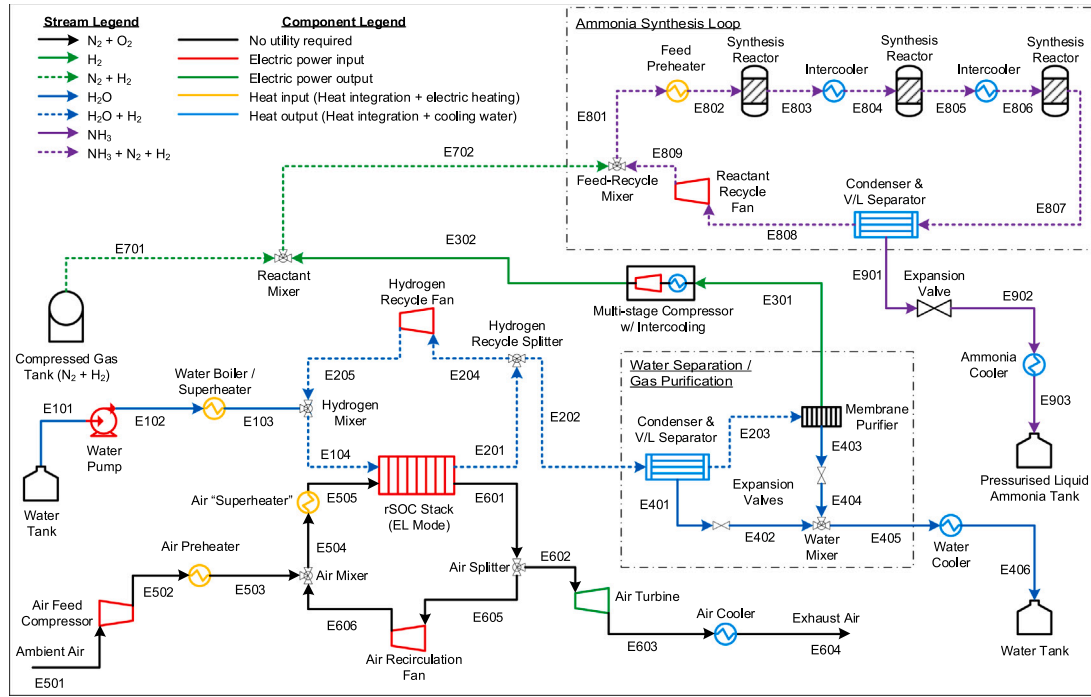 Stream Legend
N₂ + O₂
H₂
N₂ + H₂
H₂O
H₂O + H₂
NH₃
NH₃ + N₂ + H₂
Component Legend
No utility required
Electric power input
Electric power output
Heat input (Heat integration + electric heating)
Heat output (Heat integration + cooling water)
Ammonia Synthesis Loop
Feed
Preheater
Synthesis
Reactor
Intercooler
Synthesis
Reactor
Intercooler
Synthesis
Reactor
E801
E802
E803
E804
E805
E806
E702
E809
Feed-Recycle
Mixer
Reactant
Recycle
Fan
Condenser &
V/L Separator
E807
E808
E701
E302
Reactant
Mixer
Compressed Gas
Tank (N₂ + H₂)
Hydrogen
Recycle Fan
Hydrogen
Recycle Splitter
Multi-stage Compressor
w/ Intercooling
E301
E901
Expansion
Valve
E902
Ammonia
Cooler
E903
Pressurised Liquid
Ammonia Tank
E101
E102
Water Pump
Water
Tank
Water Boiler /
Superheater
E103
E205
E204
Hydrogen
Mixer
E202
E104
E201
Water Separation /
Gas Purification
Condenser &
V/L Separator
E203
Membrane
Purifier
E403
E401
Expansion
Valves
E404
E402
Water
Mixer
E405
Water
Cooler
E406
Water Tank
Air “Superheater”
E505
rSOC Stack
(EL Mode)
E601
E504
Air Preheater
E502
E503
Air Mixer
Air Feed
Compressor
Ambient Air
E501
E606
Air Recirculation
Fan
E605
Air Splitter
E602
Air Turbine
E603
Air Cooler
Exhaust Air
E604